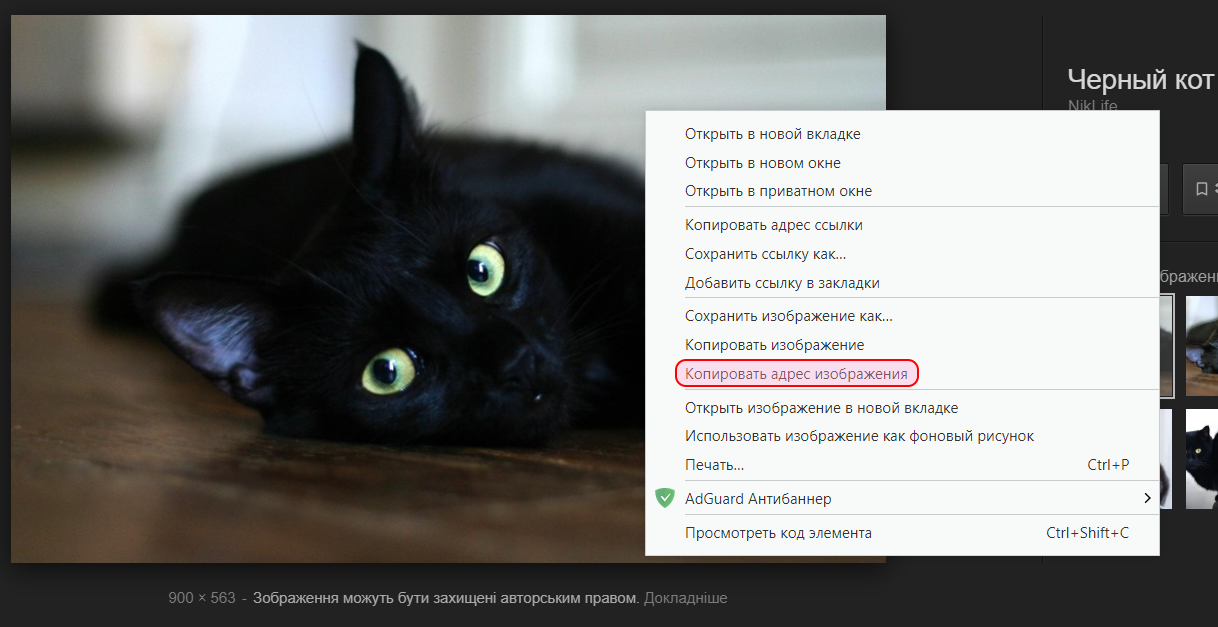 Черный кот
NikLife
Открыть в новой вкладке
Открыть в новом окне
Открыть в приватном окне
Копировать адрес ссылки
Сохранить ссылку как...
Добавить ссылку в закладки
Сохранить изображение как...
Копировать изображение
Копировать адрес изображения
Открыть изображение в новой вкладке
Использовать изображение как фоновый рисунок
Печать... Ctrl+P
AdGuard Антибаннер
Просмотреть код элемента Ctrl+Shift+C
900 × 563 - Зображення можуть бути захищені авторським правом. Докладніше